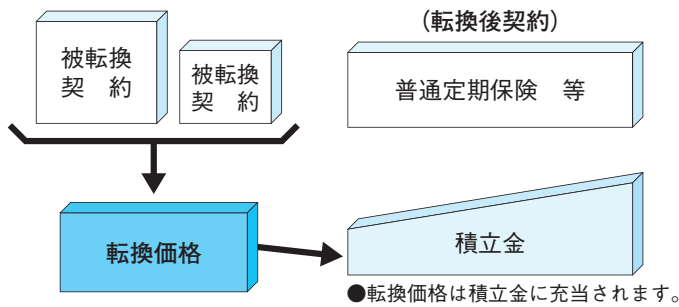 被転換
契　約
被転換
契　約
(転換後契約)
普通定期保険　等
転換価格
積立金
●転換価格は積立金に充当されます。